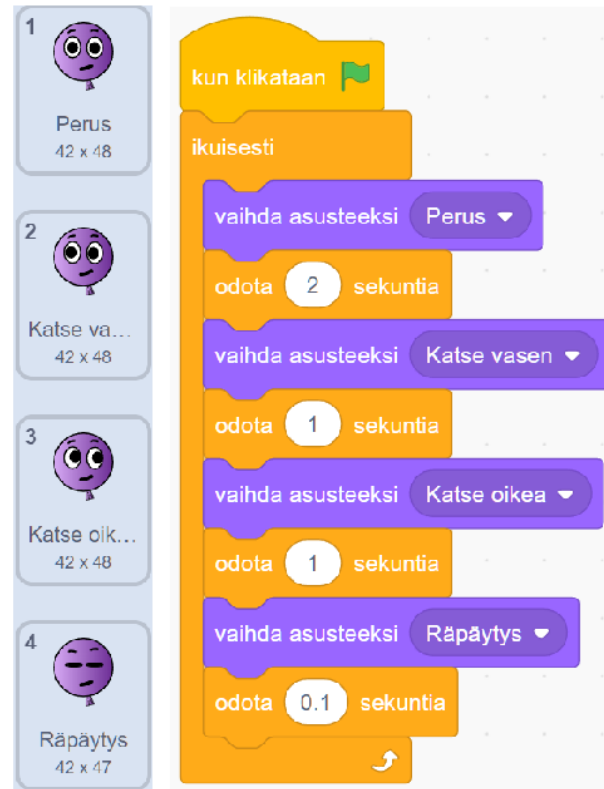 1
Perus
42 x 48
2
Katse va...
42 x 48
3
Katse oik...
42 x 48
4
Räpäytys
42 x 47
kun klikataan
ikuisesti
vaihda asusteeksi Perus
odota 2 sekuntia
vaihda asusteeksi Katse vasen
odota 1 sekuntia
vaihda asusteeksi Katse oikea
odota 1 sekuntia
vaihda asusteeksi Räpäytys
odota 0.1 sekuntia